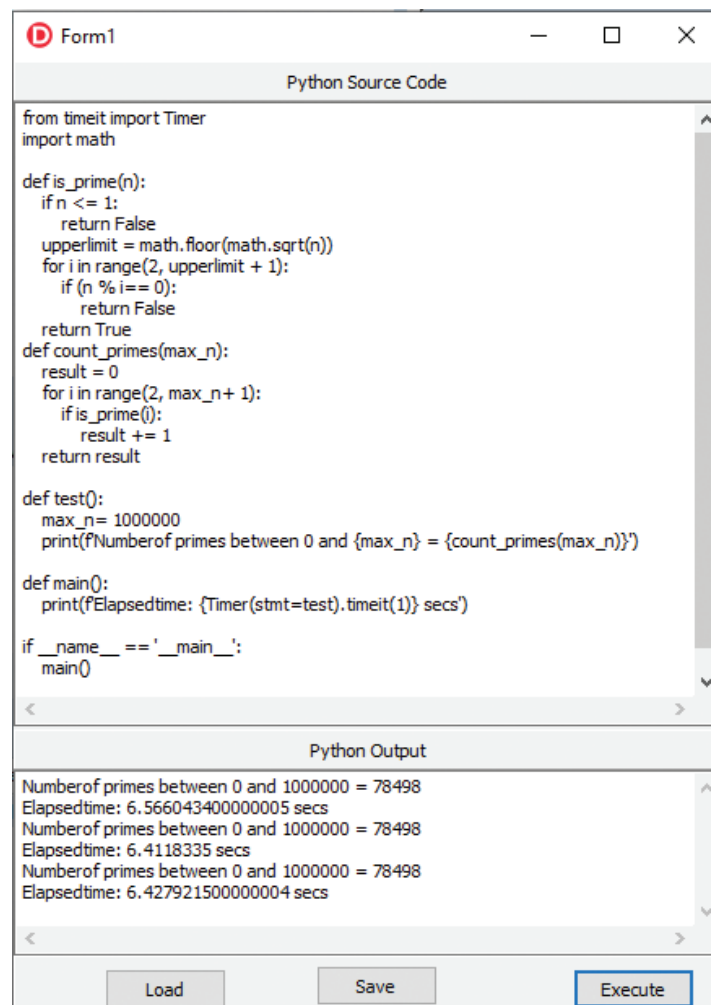 Form1
Python Source Code
from timeit import Timer
import math
def is_prime(n):
if n <= 1:
return False
upperlimit = math.floor(math.sqrt(n))
for i in range(2, upperlimit + 1):
if (n % i== 0):
return False
return True
def count_primes(max_n):
result = 0
for i in range(2, max_n+ 1):
if is_prime(i):
result += 1
return result
def test():
max_n= 1000000
print(f'Numberof primes between 0 and {max_n} = {count_primes(max_n)}')
def main():
print(f'Elapsedtime: {Timer(stmt=test).timeit(1)} secs')
if __name__ == '__main__':
main()
Python Output
Numberof primes between 0 and 1000000 = 78498
Elapsedtime: 6.566043400000005 secs
Numberof primes between 0 and 1000000 = 78498
Elapsedtime: 6.4118335 secs
Numberof primes between 0 and 1000000 = 78498
Elapsedtime: 6.427921500000004 secs
Load Save Execute